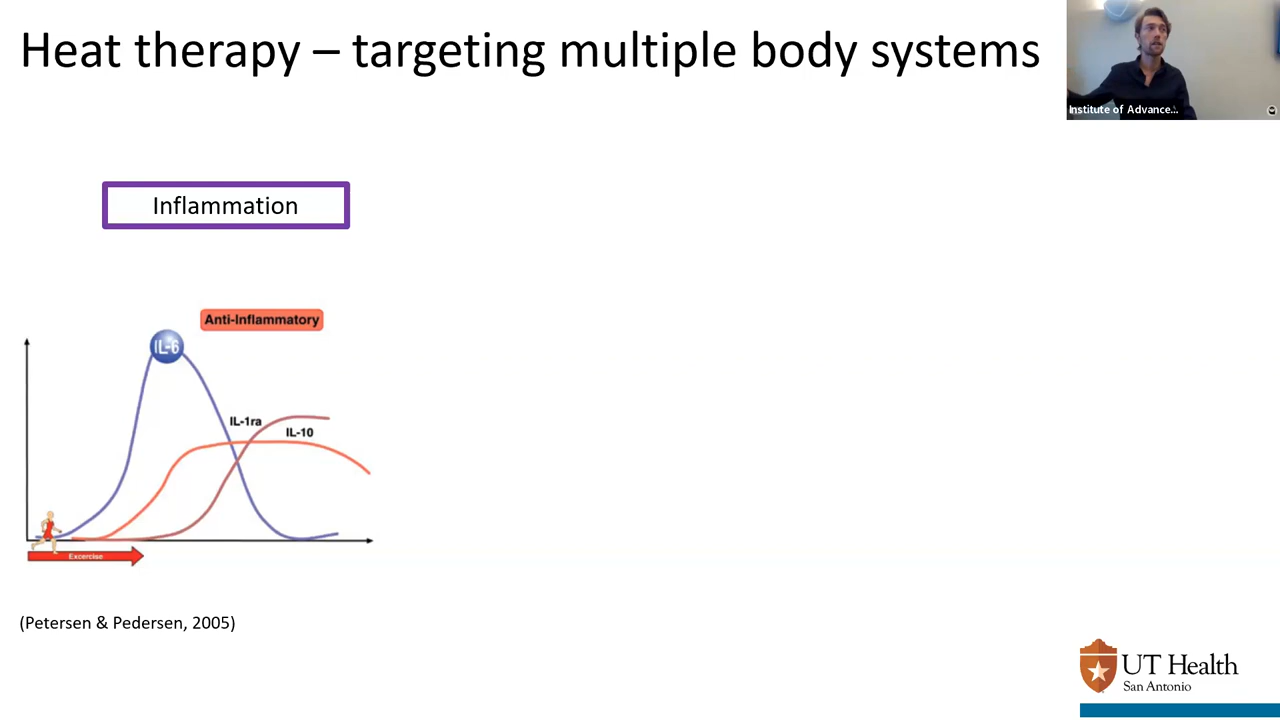 Heat therapy – targeting multiple body systems
Institute of Advance...
Inflammation
Anti-Inflammatory
IL-6
IL-1ra
IL-10
Excercise
(Petersen & Pedersen, 2005)
UT Health
San Antonio